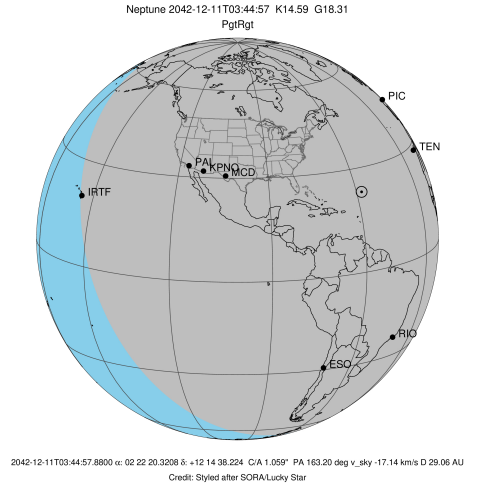 Neptune 2042-12-11T03:44:57 K14.59 G18.31
PgtRgt
PIC
TEN
PAL
KPNO
MCD
IRTF
RIO
ESO
2042-12-11T03:44:57.8800 α: 02 22 20.3208 δ: +12 14 38.224 C/A 1.059" PA 163.20 deg v_sky -17.14 km/s D 29.06 AU
Credit: Styled after SORA/Lucky Star